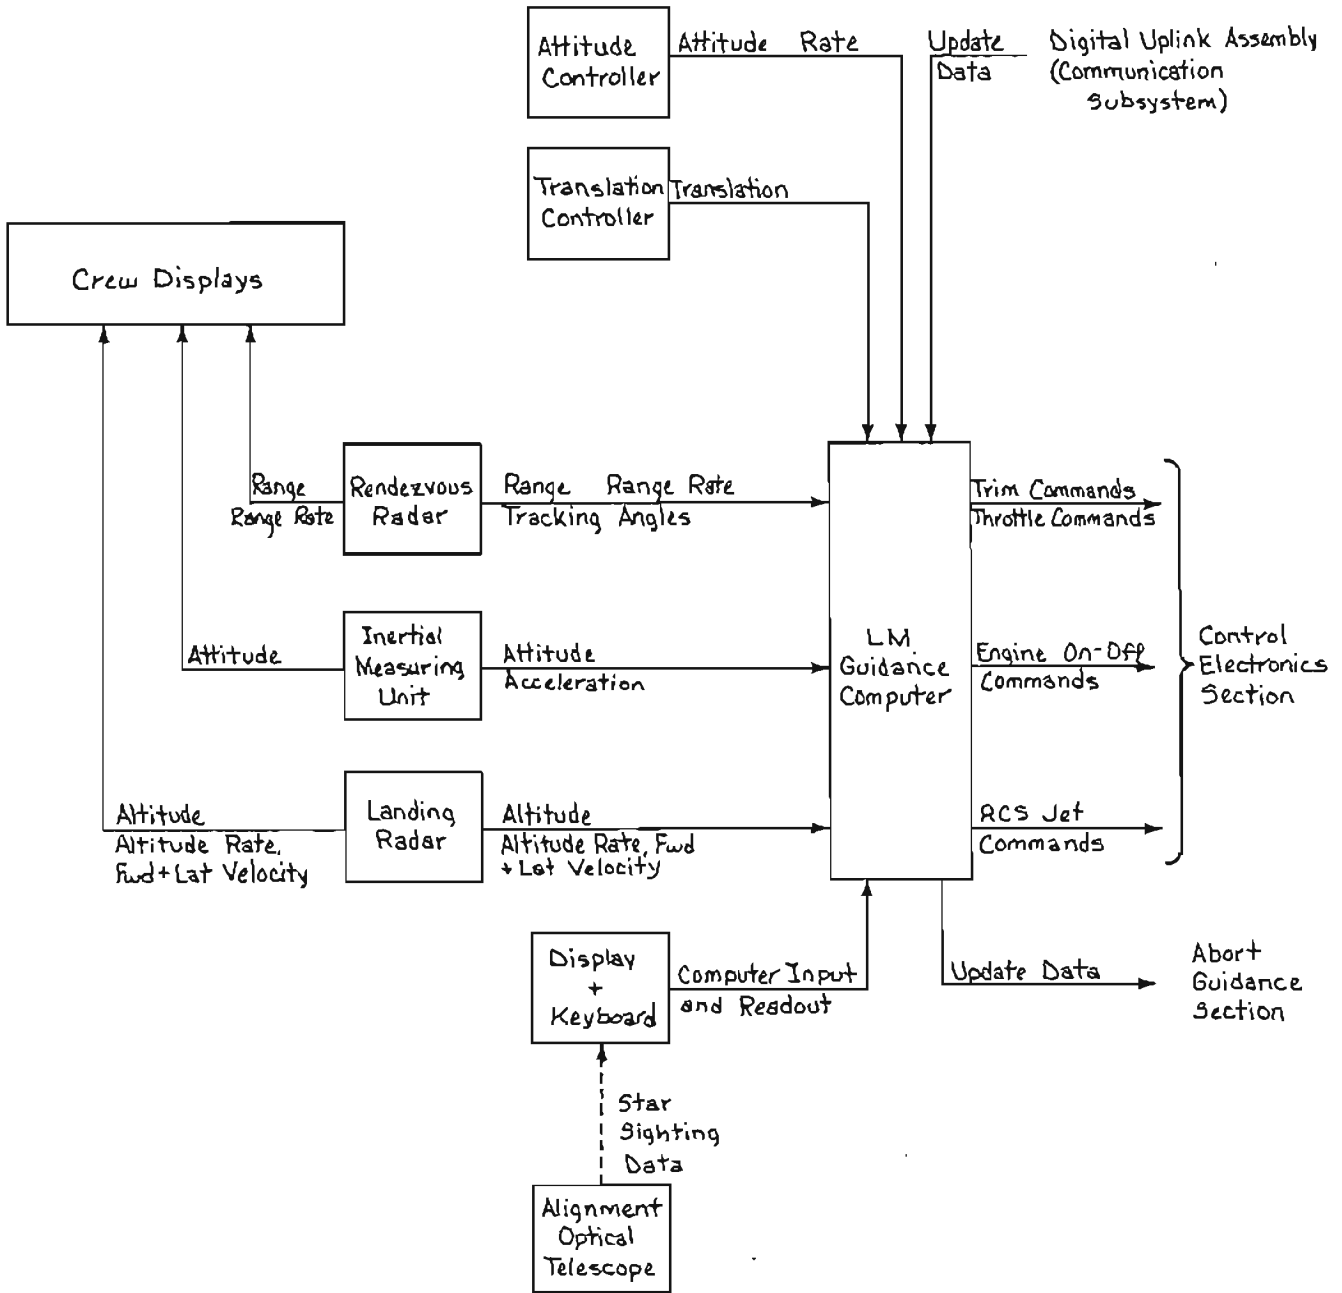 Attitude
Controller
Attitude Rate
Update
Data
Digital Uplink Assembly
(Communication
Subsystem)
Translation
Controller
Translation
Crew Displays
Range
Range Rate
Rendezvous
Radar
Range Range Rate
Tracking Angles
Trim Commands
Throttle Commands
Attitude
Inertial
Measuring
Unit
Attitude
Acceleration
LM
Guidance
Computer
Engine On-Off
Commands
Control
Electronics
Section
Altitude
Altitude Rate,
Fwd + Lat Velocity
Landing
Radar
Altitude
Altitude Rate, Fwd
+ Lat Velocity
RCS Jet
Commands
Display
+
Keyboard
Computer Input
and Readout
Update Data
Abort
Guidance
Section
Star
Sighting
Data
Alignment
Optical
Telescope